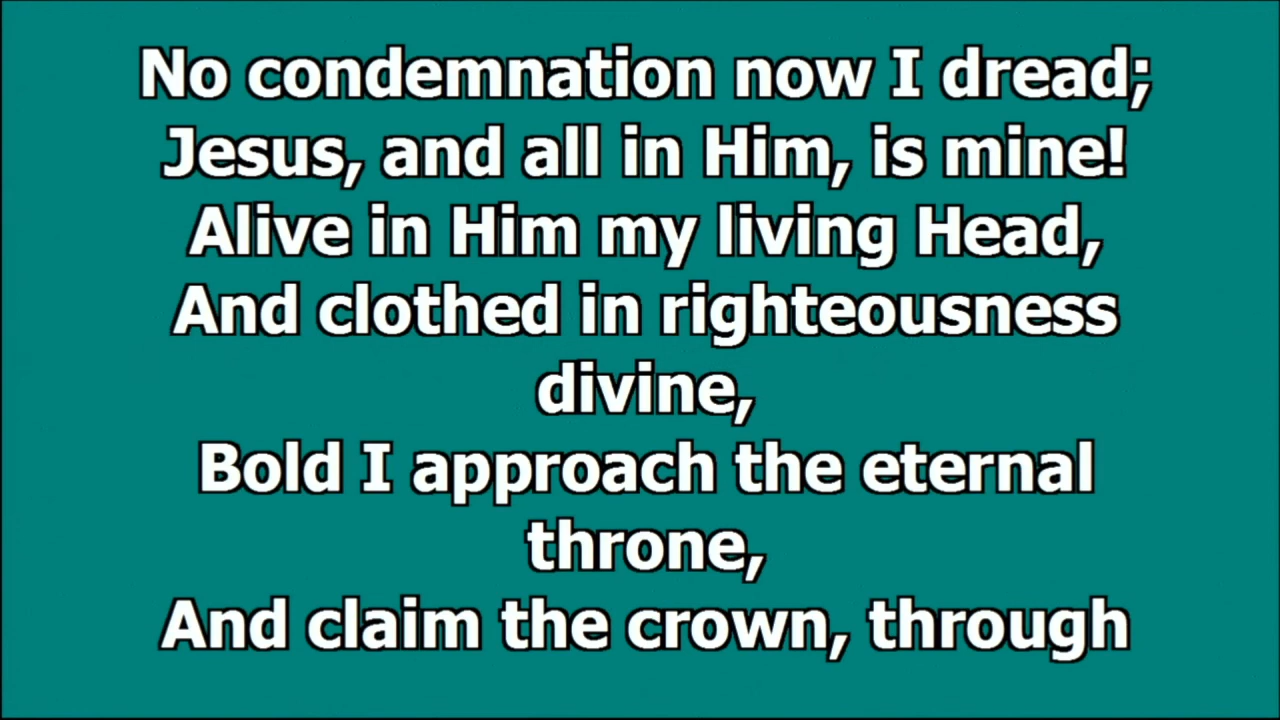 No condemnation now I dread;
Jesus, and all in Him, is mine!
Alive in Him my living Head,
And clothed in righteousness
divine,
Bold I approach the eternal
throne,
And claim the crown, through